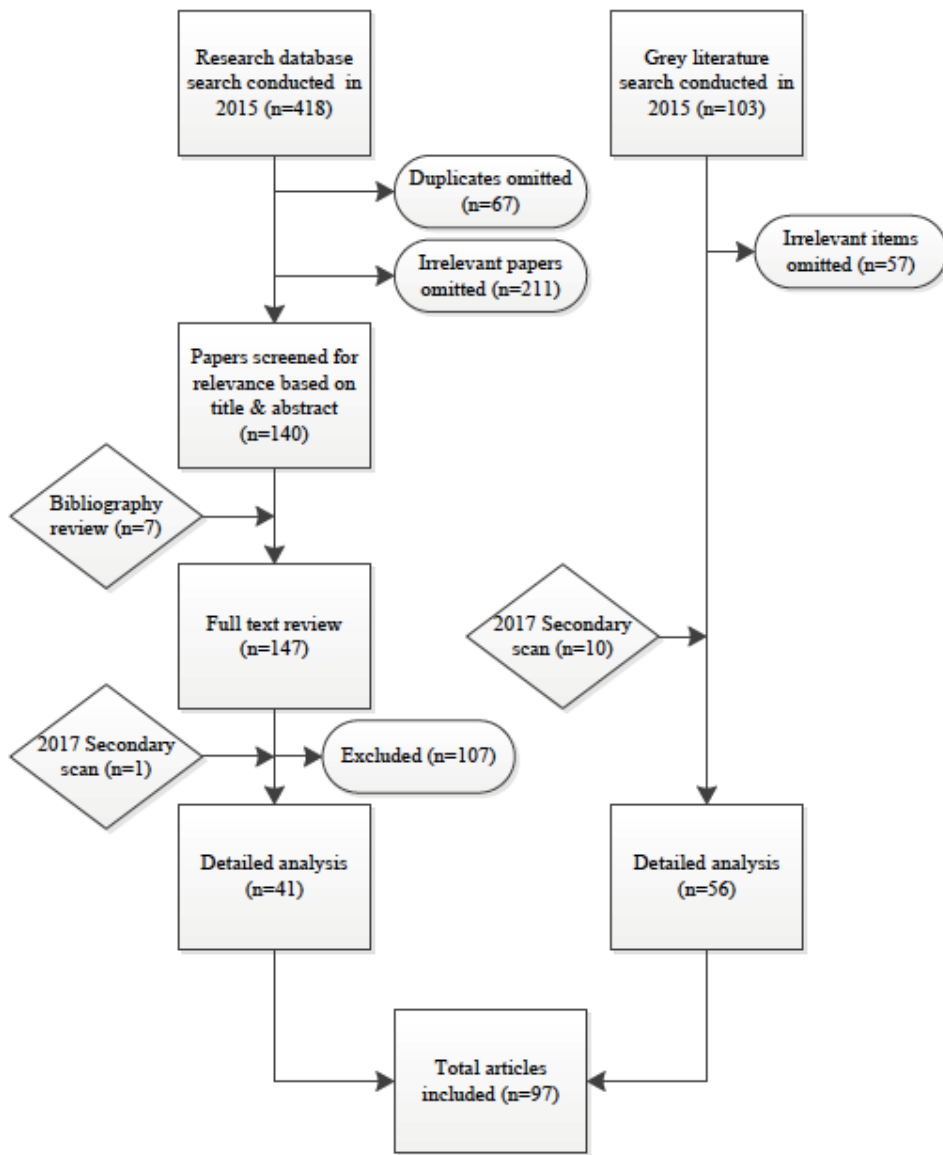 Research database
search conducted in
2015 (n=418)
Grey literature
search conducted in
2015 (n=103)
Duplicates omitted
(n=67)
Irrelevant items
omitted (n=57)
Irrelevant papers
omitted (n=211)
Papers screened for
relevance based on
title & abstract
(n=140)
Bibliography
review (n=7)
Full text review
(n=147)
2017 Secondary
scan (n=10)
2017 Secondary
scan (n=1)
Excluded (n=107)
Detailed analysis
(n=41)
Detailed analysis
(n=56)
Total articles
included (n=97)